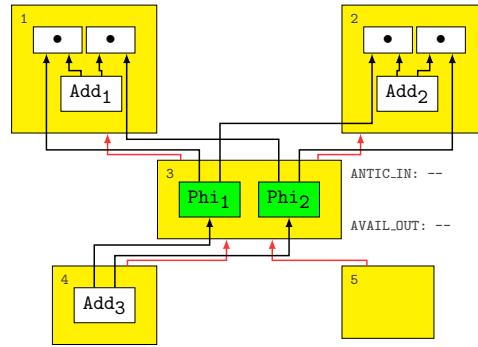 1
2
Add1
Add2
3
ANTIC_IN: --
Phi1
Phi2
AVAIL_OUT: --
4
5
Add3